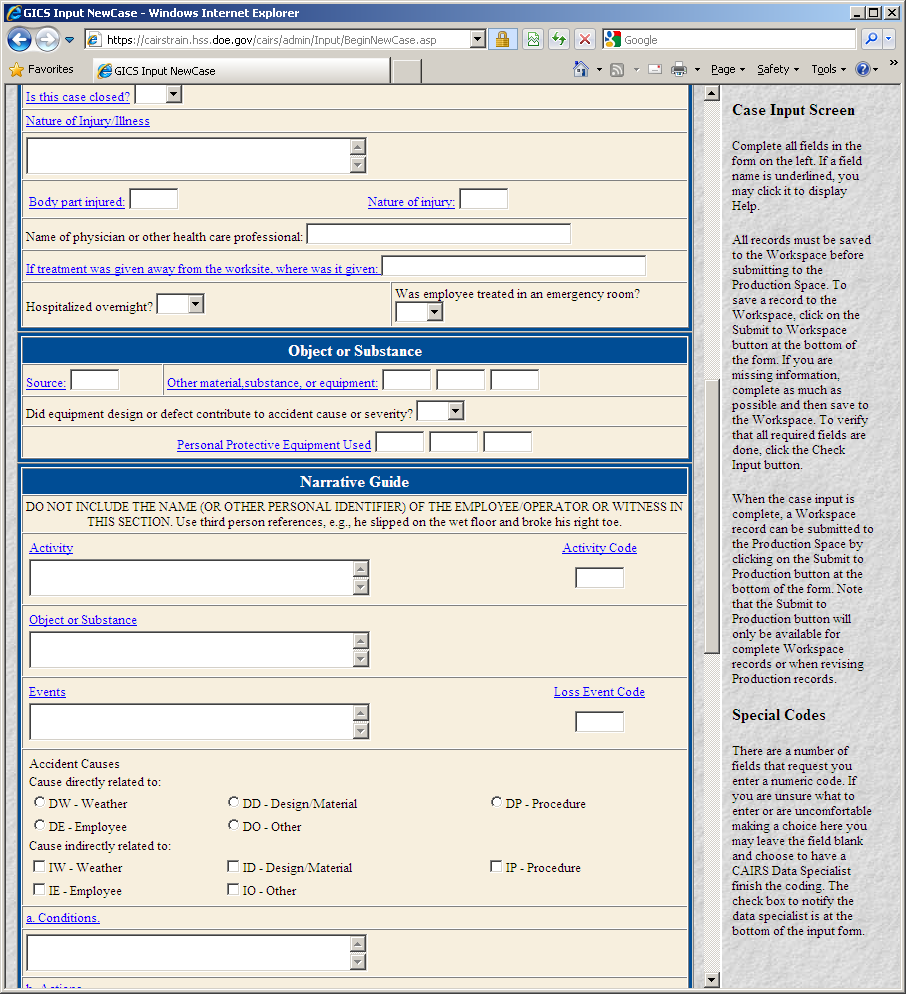 GICS Input NewCase - Windows Internet Explorer
https://cairstrain.hss.doe.gov/cairs/admin/Input/BeginNewCase.asp
Google
Favorites
GICS Input NewCase
Page
Safety
Tools
Is this case closed?
Nature of Injury/Illness
Body part injured:
Nature of injury:
Name of physician or other health care professional:
If treatment was given away from the worksite, where was it given:
Hospitalized overnight?
Was employee treated in an emergency room?
Object or Substance
Source:
Other material,substance, or equipment:
Did equipment design or defect contribute to accident cause or severity?
Personal Protective Equipment Used
Narrative Guide
DO NOT INCLUDE THE NAME (OR OTHER PERSONAL IDENTIFIER) OF THE EMPLOYEE/OPERATOR OR WITNESS IN
THIS SECTION. Use third person references, e.g., he slipped on the wet floor and broke his right toe.
Activity
Activity Code
Object or Substance
Events
Loss Event Code
Accident Causes
Cause directly related to:
DW - Weather
DD - Design/Material
DP - Procedure
DE - Employee
DO - Other
Cause indirectly related to:
IW - Weather
ID - Design/Material
IP - Procedure
IE - Employee
IO - Other
a. Conditions.
b. Actions
Case Input Screen
Complete all fields in the
form on the left. If a field
name is underlined, you
may click it to display
Help.
All records must be saved
to the Workspace before
submitting to the
Production Space. To
save a record to the
Workspace, click on the
Submit to Workspace
button at the bottom of
the form. If you are
missing information,
complete as much as
possible and then save to
the Workspace. To verify
that all required fields are
done, click the Check
Input button.
When the case input is
complete, a Workspace
record can be submitted to
the Production Space by
clicking on the Submit to
Production button at the
bottom of the form. Note
that the Submit to
Production button will
only be available for
complete Workspace
records or when revising
Production records.
Special Codes
There are a number of
fields that request you
enter a numeric code. If
you are unsure what to
enter or are uncomfortable
making a choice here you
may leave the field blank
and choose to have a
CAIRS Data Specialist
finish the coding. The
check box to notify the
data specialist is at the
bottom of the input form.